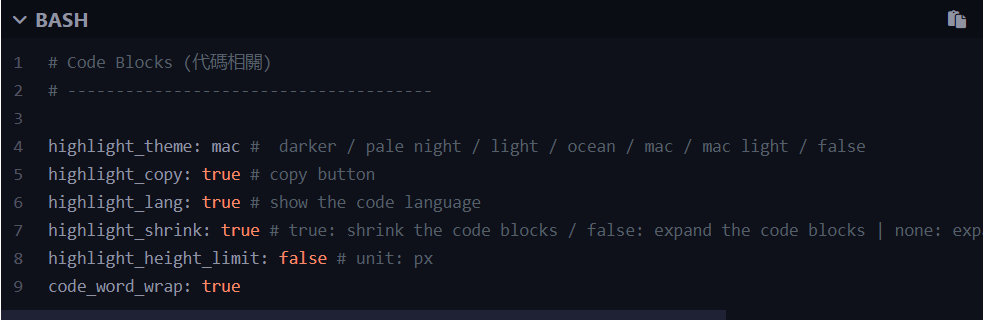 BASH
1 # Code Blocks (代碼相關)
2 # --------------------------------------
3
4 highlight_theme: mac #  darker / pale night / light / ocean / mac / mac light / false
5 highlight_copy: true # copy button
6 highlight_lang: true # show the code language
7 highlight_shrink: true # true: shrink the code blocks / false: expand the code blocks | none: exp
8 highlight_height_limit: false # unit: px
9 code_word_wrap: true